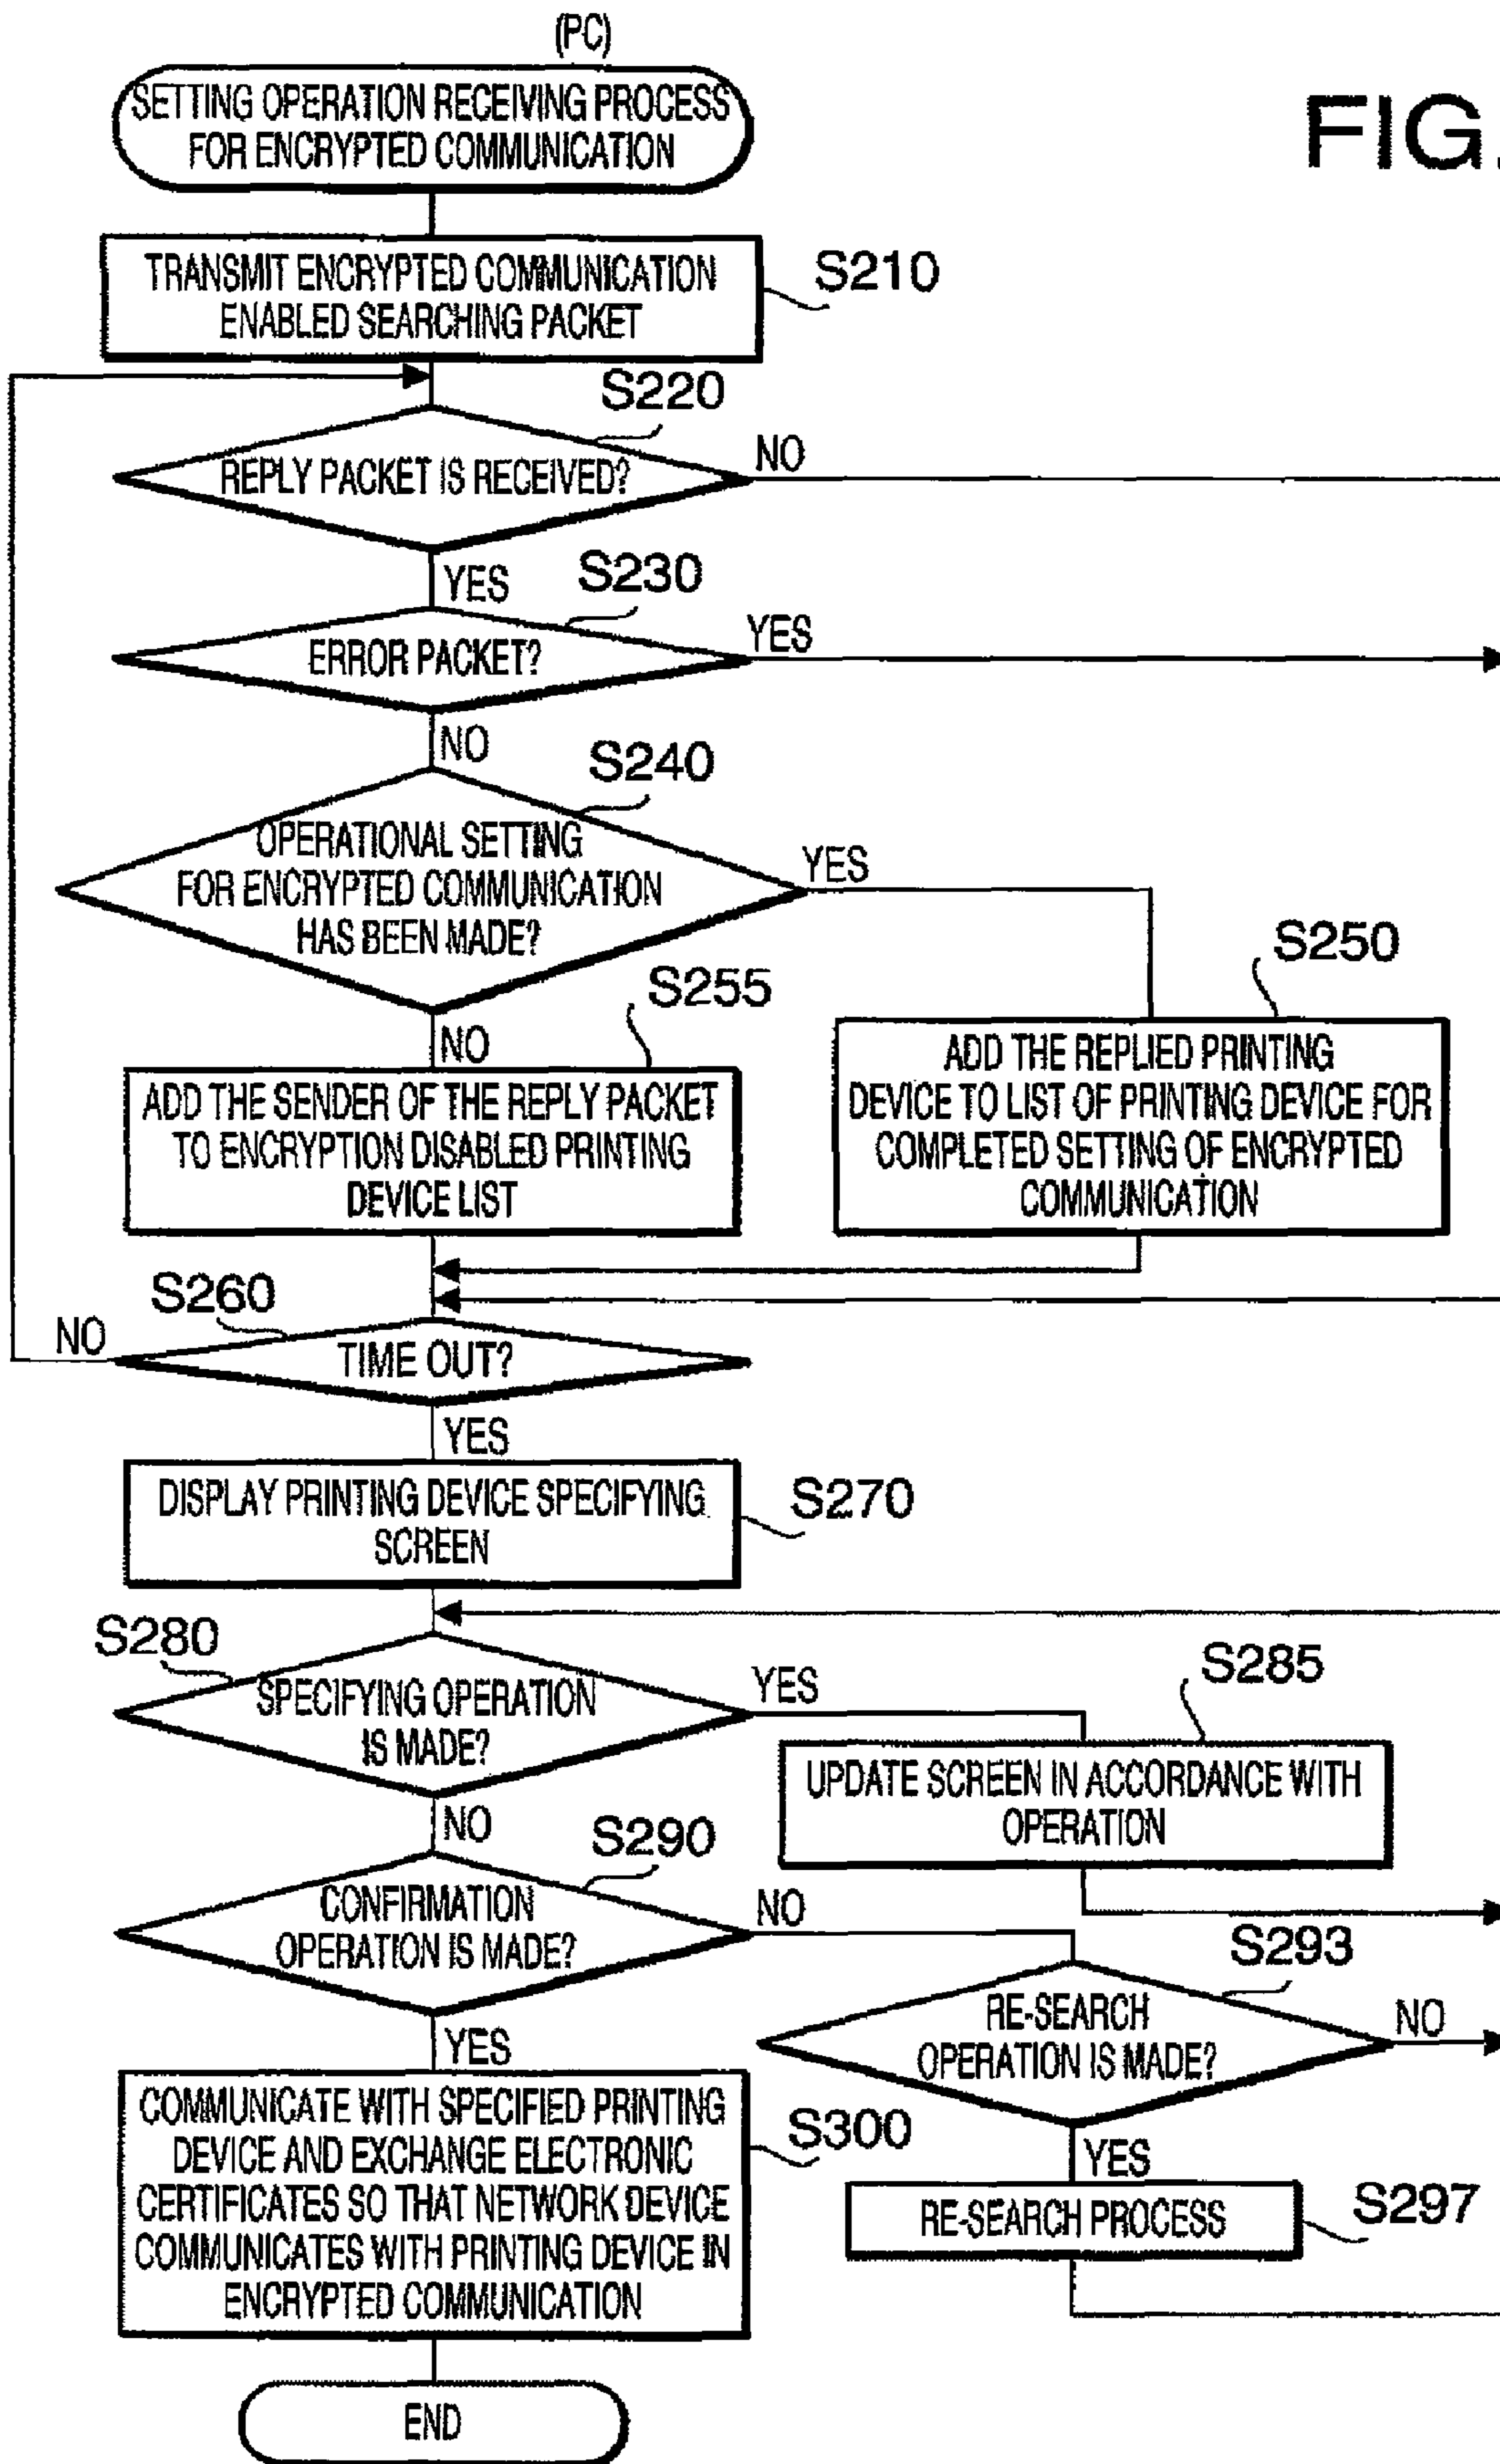 (PC)
SETTING OPERATION RECEIVING PROCESS
FOR ENCRYPTED COMMUNICATION
FIG.
TRANSMIT ENCRYPTED COMMUNICATION
ENABLED SEARCHING PACKET
S210
S220
REPLY PACKET IS RECEIVED?
NO
YES
S230
ERROR PACKET?
YES
NO
S240
OPERATIONAL SETTING
FOR ENCRYPTED COMMUNICATION
HAS BEEN MADE?
YES
S250
S255
NO
ADD THE REPLIED PRINTING
DEVICE TO LIST OF PRINTING DEVICE FOR
COMPLETED SETTING OF ENCRYPTED
COMMUNICATION
ADD THE SENDER OF THE REPLY PACKET
TO ENCRYPTION DISABLED PRINTING
DEVICE LIST
S260
NO
TIME OUT?
YES
DISPLAY PRINTING DEVICE SPECIFYING
SCREEN
S270
S280
SPECIFYING OPERATION
IS MADE?
YES
S285
UPDATE SCREEN IN ACCORDANCE WITH
OPERATION
NO
S290
CONFIRMATION
OPERATION IS MADE?
NO
S293
RE-SEARCH
OPERATION IS MADE?
NO
YES
COMMUNICATE WITH SPECIFIED PRINTING
DEVICE AND EXCHANGE ELECTRONIC
CERTIFICATES SO THAT NETWORK DEVICE
COMMUNICATES WITH PRINTING DEVICE IN
ENCRYPTED COMMUNICATION
S300
YES
RE-SEARCH PROCESS
S297
END